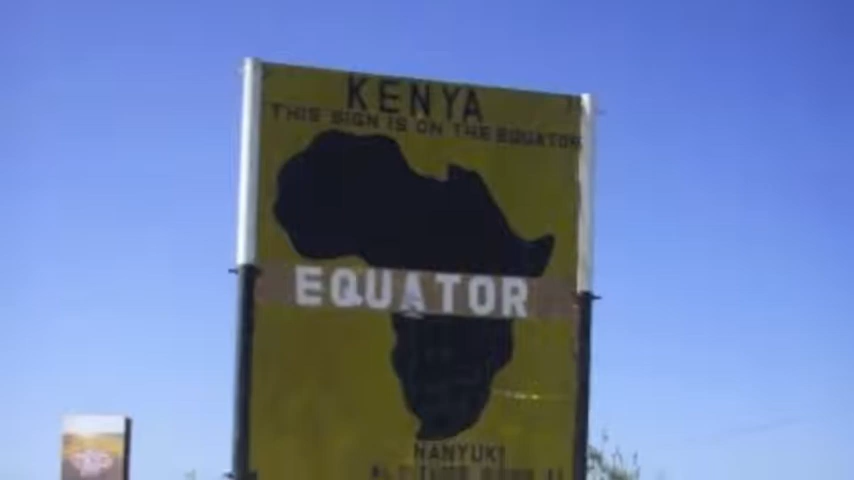 KENYA
THIS SIGN IS ON THE EQUATOR
EQUATOR
NANYUKI